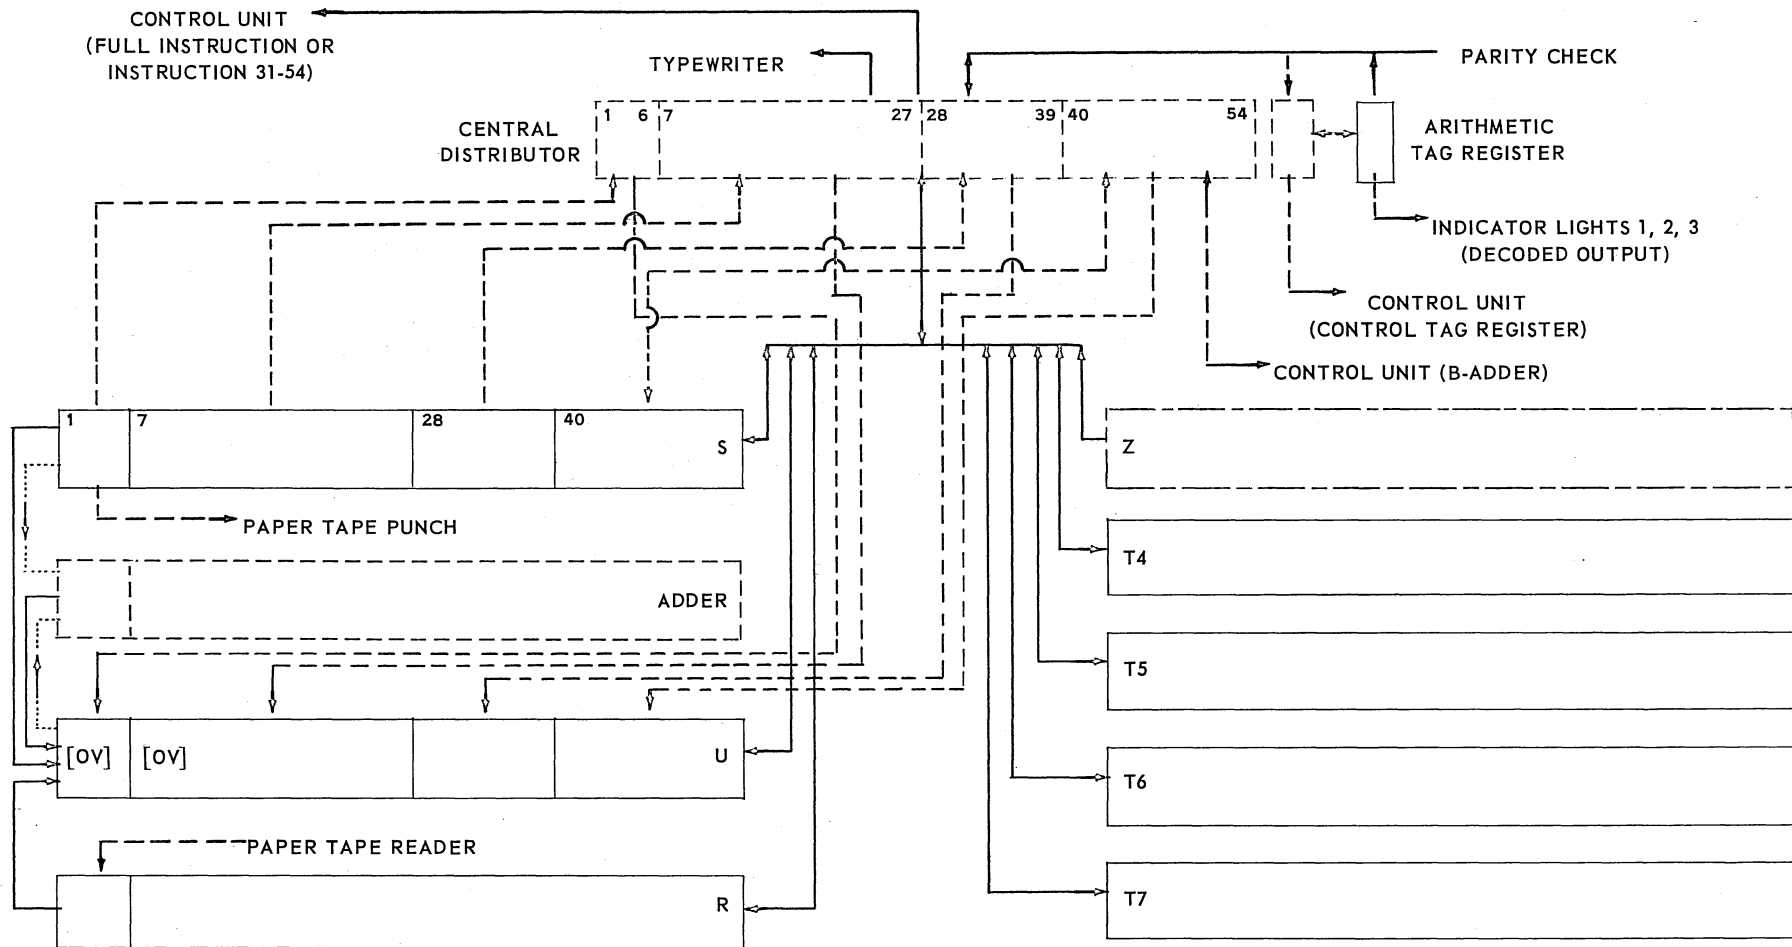 CONTROL UNIT
(FULL INSTRUCTION OR
INSTRUCTION 31-54)
TYPEWRITER
PARITY CHECK
CENTRAL
DISTRIBUTOR
1 6 7 27 28 39 40 54
ARITHMETIC
TAG REGISTER
INDICATOR LIGHTS 1, 2, 3
(DECODED OUTPUT)
CONTROL UNIT
(CONTROL TAG REGISTER)
CONTROL UNIT (B-ADDER)
1 7 28 40
S
Z
PAPER TAPE PUNCH
T4
ADDER
T5
[OV] [OV] U
T6
PAPER TAPE READER
R
T7